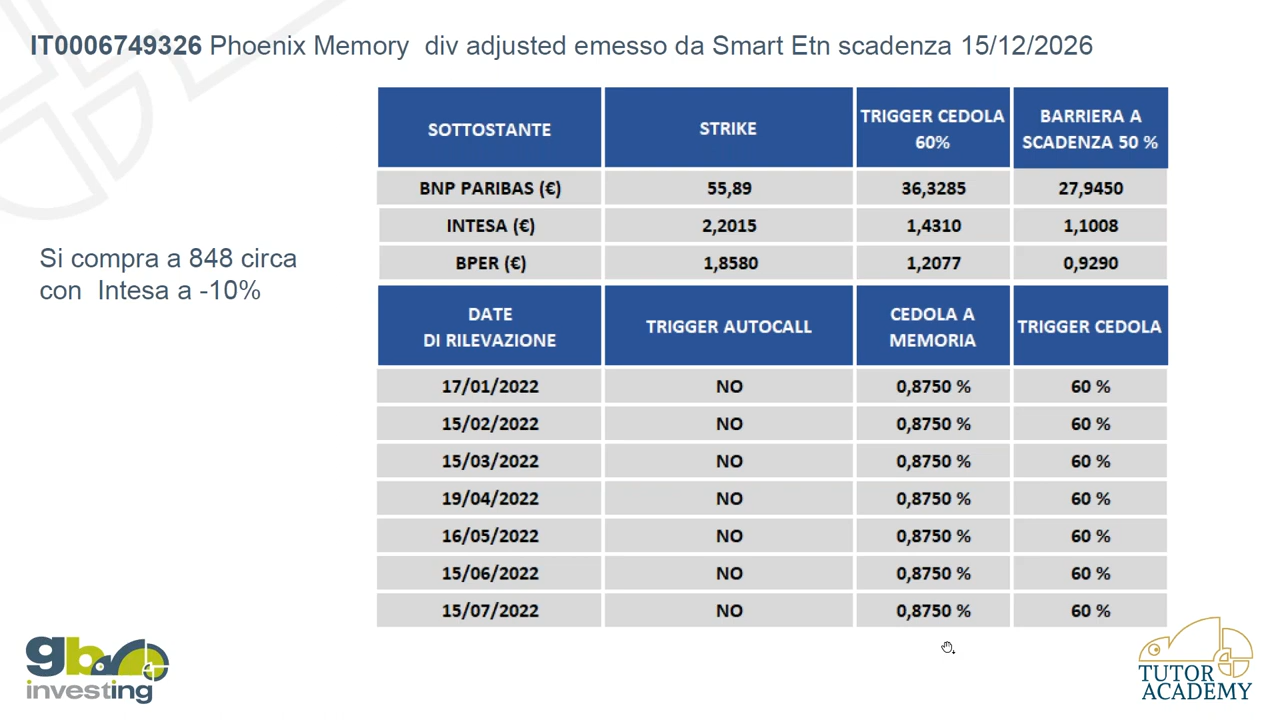 IT0006749326 Phoenix Memory div adjusted emesso da Smart Etn scadenza 15/12/2026
SOTTOSTANTE STRIKE TRIGGER CEDOLA 60% BARRIERA A SCADENZA 50 %
BNP PARIBAS (€) 55,89 36,3285 27,9450
INTESA (€) 2,2015 1,4310 1,1008
BPER (€) 1,8580 1,2077 0,9290
Si compra a 848 circa
con Intesa a -10%
DATE DI RILEVAZIONE TRIGGER AUTOCALL CEDOLA A MEMORIA TRIGGER CEDOLA
17/01/2022 NO 0,8750 % 60 %
15/02/2022 NO 0,8750 % 60 %
15/03/2022 NO 0,8750 % 60 %
19/04/2022 NO 0,8750 % 60 %
16/05/2022 NO 0,8750 % 60 %
15/06/2022 NO 0,8750 % 60 %
15/07/2022 NO 0,8750 % 60 %
gb
investing
TUTOR
ACADEMY